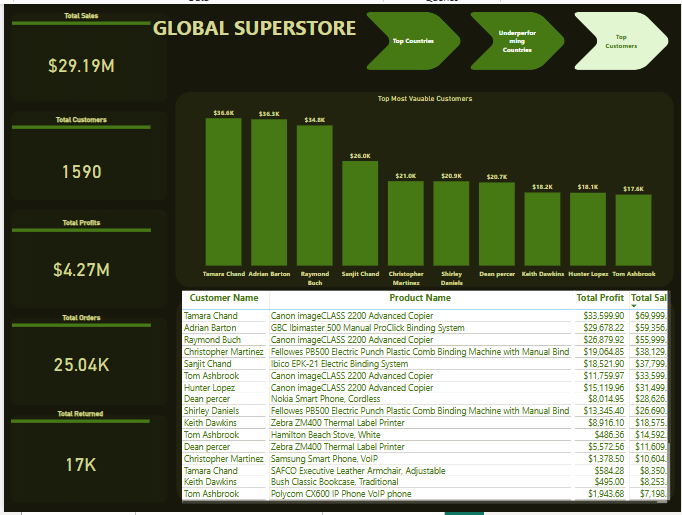 Total Sales
$29.19M
Total Customers
1590
Total Profits
$4.27M
Total Orders
25.04K
Total Returned
17K
GLOBAL SUPERSTORE
Top Countries
Underperfor
ming
Countries
Top
Customers
Top Most Vauable Customers
$36.6K $36.3K $34.8K $26.0K $21.0K $20.9K $20.7K $18.2K $18.1K $17.6K
Tamara Chand Adrian Barton Raymond Buch Sanjit Chand Christopher Martinez Shirley Daniels Dean percer Keith Dawkins Hunter Lopez Tom Ashbrook
Customer Name Product Name Total Profit Total Sal
Tamara Chand Canon imageCLASS 2200 Advanced Copier $33,599.90 $69,999.
Adrian Barton GBC Ibimaster 500 Manual ProClick Binding System $29,678.22 $59,356.
Raymond Buch Canon imageCLASS 2200 Advanced Copier $26,879.92 $55,999.
Christopher Martinez Fellowes PB500 Electric Punch Plastic Comb Binding Machine with Manual Bind $19,064.85 $38,129.
Sanjit Chand Ibico EPK-21 Electric Binding System $18,521.90 $37,799.
Tom Ashbrook Canon imageCLASS 2200 Advanced Copier $11,759.97 $33,599.
Hunter Lopez Canon imageCLASS 2200 Advanced Copier $15,119.96 $31,499.
Dean percer Nokia Smart Phone, Cordless $8,014.95 $28,626.
Shirley Daniels Fellowes PB500 Electric Punch Plastic Comb Binding Machine with Manual Bind $13,345.40 $26,690.
Keith Dawkins Zebra ZM400 Thermal Label Printer $8,916.10 $18,575.
Tom Ashbrook Hamilton Beach Stove, White $486.36 $14,592.
Dean percer Zebra ZM400 Thermal Label Printer $5,572.56 $11,609.
Christopher Martinez Samsung Smart Phone, VoIP $1,378.50 $10,604.
Tamara Chand SAFCO Executive Leather Armchair, Adjustable $584.28 $8,350.
Keith Dawkins Bush Classic Bookcase, Traditional $495.00 $8,253.
Tom Ashbrook Polycom CX600 IP Phone VoIP phone $1,943.68 $7,198.